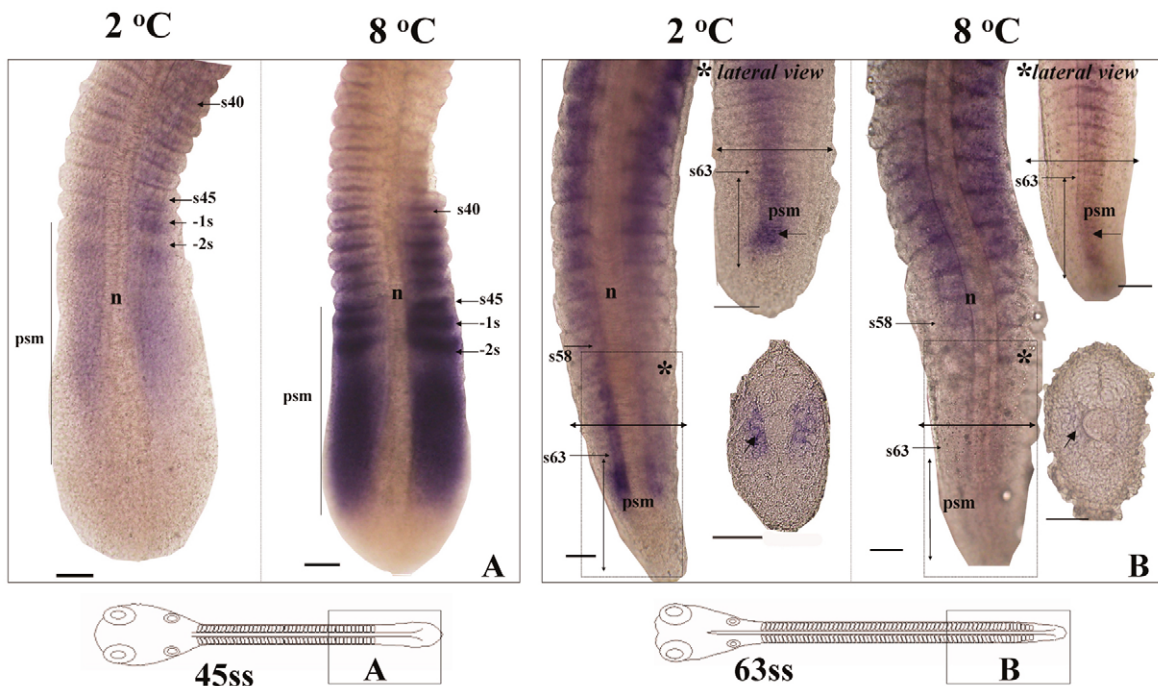 2 °C
8 °C
2 °C
8 °C
s40
s45
-1s
-2s
n
psm
s40
s45
-1s
-2s
n
psm
A
* lateral view
s63
psm
n
s58
*
s63
psm
*lateral view
s63
psm
n
s58
*
s63
psm
B
45ss
A
63ss
B